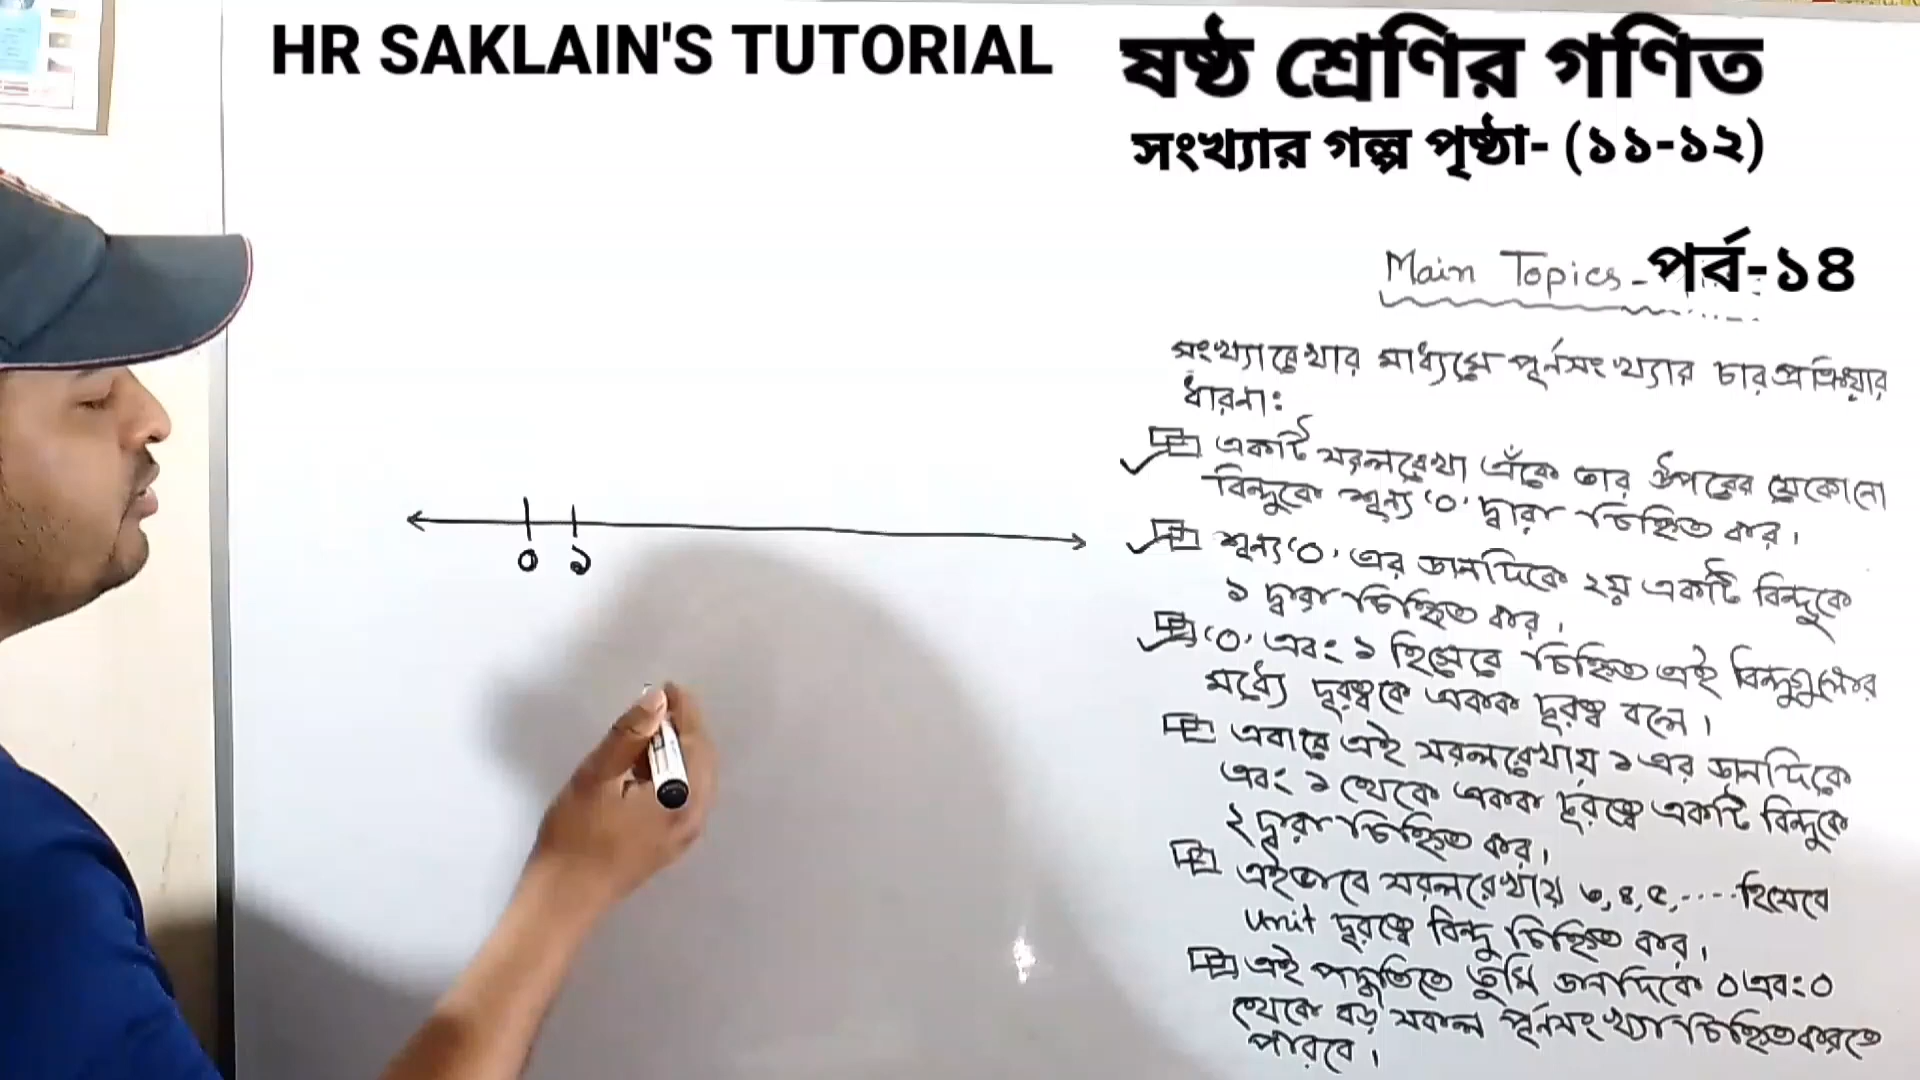 HR SAKLAIN'S TUTORIAL
ষষ্ঠ শ্রেণির গণিত
সংখ্যার গল্প পৃষ্ঠা- (১১-১২)
Main Topics - পর্ব-১৪
সংখ্যারেখার মাধ্যমে পূর্নসংখ্যার চার প্রক্রিয়ার
ধারনা:
একটি সরলরেখা এঁকে তার উপরের যেকোনো
বিন্দুকে শূন্য '০' দ্বারা চিহ্নিত কর।
শূন্য '০' এর ডানদিকে ২য় একটি বিন্দুকে
১ দ্বারা চিহ্নিত কর।
'০' এবং ১ হিসেবে চিহ্নিত এই বিন্দুগুলোর
মধ্যে দূরত্বকে একক দূরত্ব বলে।
এবারে এই সরলরেখায় ১ এর ডানদিকে
এবং ১ থেকে একক দূরত্বে একটি বিন্দুকে
২ দ্বারা চিহ্নিত কর।
এইভাবে সরলরেখায় ৩,৪,৫,.... হিসেবে
unit দূরত্বে বিন্দু চিহ্নিত কর।
এই পদ্ধতিতে তুমি ডানদিকে ০ এবং ০
থেকে বড় সকল পূর্নসংখ্যা চিহ্নিত করতে
পারবে।
০ ১